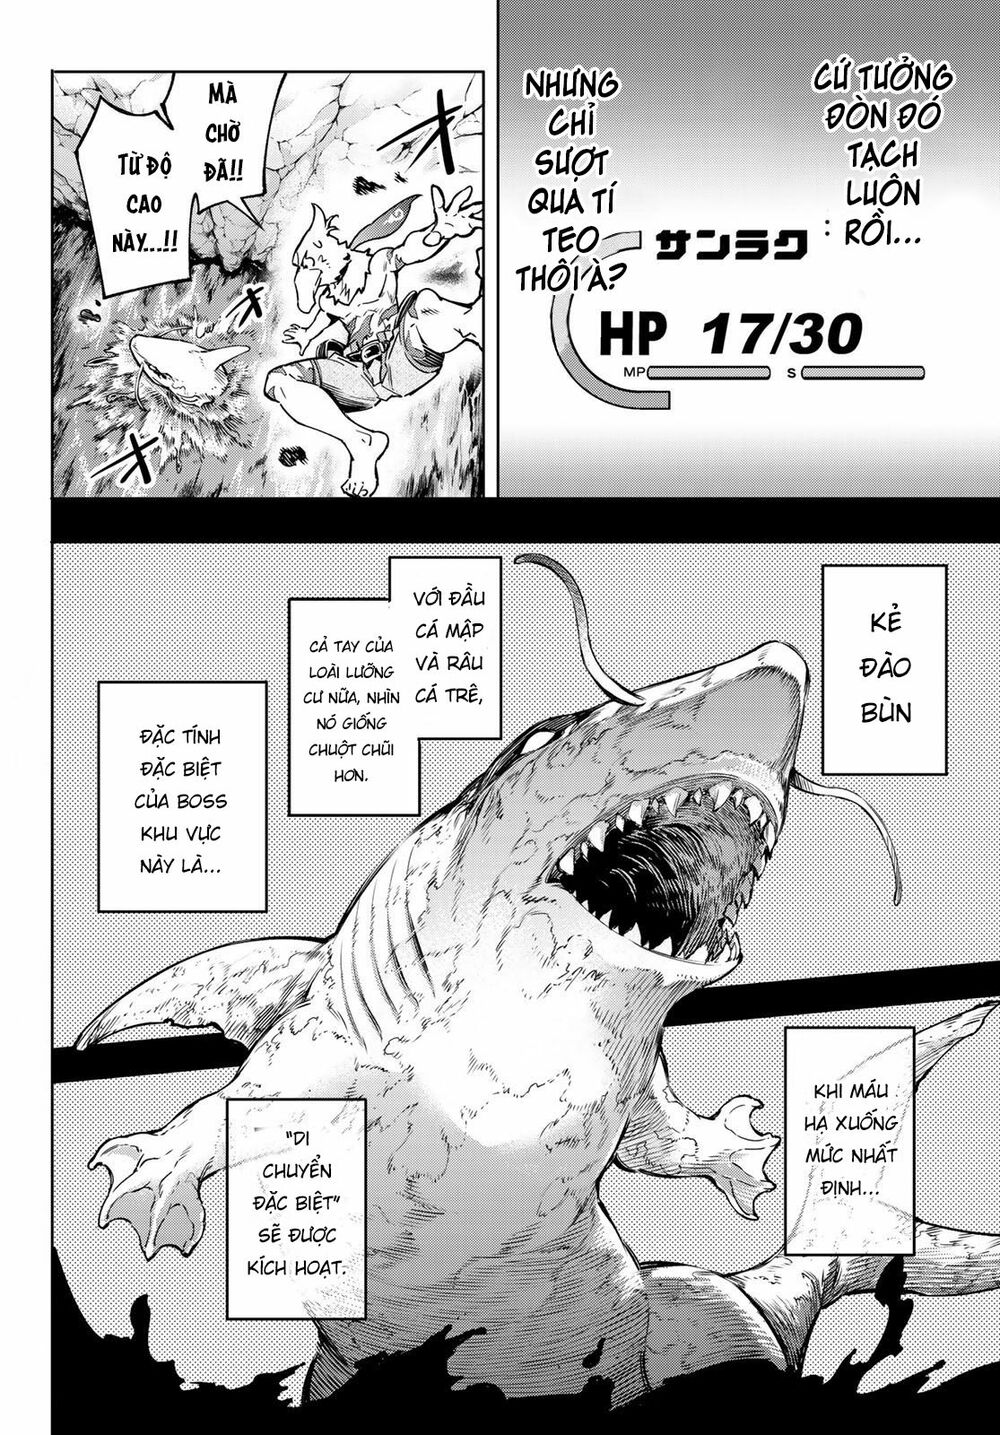 CỨ TƯỞNG
ĐÒN ĐÓ
TẠCH
LUÔN
RỒI...
NHƯNG
CHỈ
SƯỢT
QUA TÍ
TEO
THÔI À?
サンラク
HP 17/30
MP
S
MÀ
CHỜ
ĐÃ!!
TỪ ĐỘ
CAO
NÀY...!!
KẺ
ĐÀO
BÙN
VỚI ĐẦU
CÁ MẬP
VÀ RÂU
CÁ TRÊ,
CẢ TAY CỦA
LOÀI LƯỠNG
CƯ NỮA, NHÌN
NÓ GIỐNG
CHUỘT CHŨI
HƠN.
ĐẶC TÍNH
ĐẶC BIỆT
CỦA BOSS
KHU VỰC
NÀY LÀ...
KHI MÁU
HẠ XUỐNG
MỨC NHẤT
ĐỊNH...
"DI
CHUYỂN
ĐẶC BIỆT"
SẼ ĐƯỢC
KÍCH HOẠT.